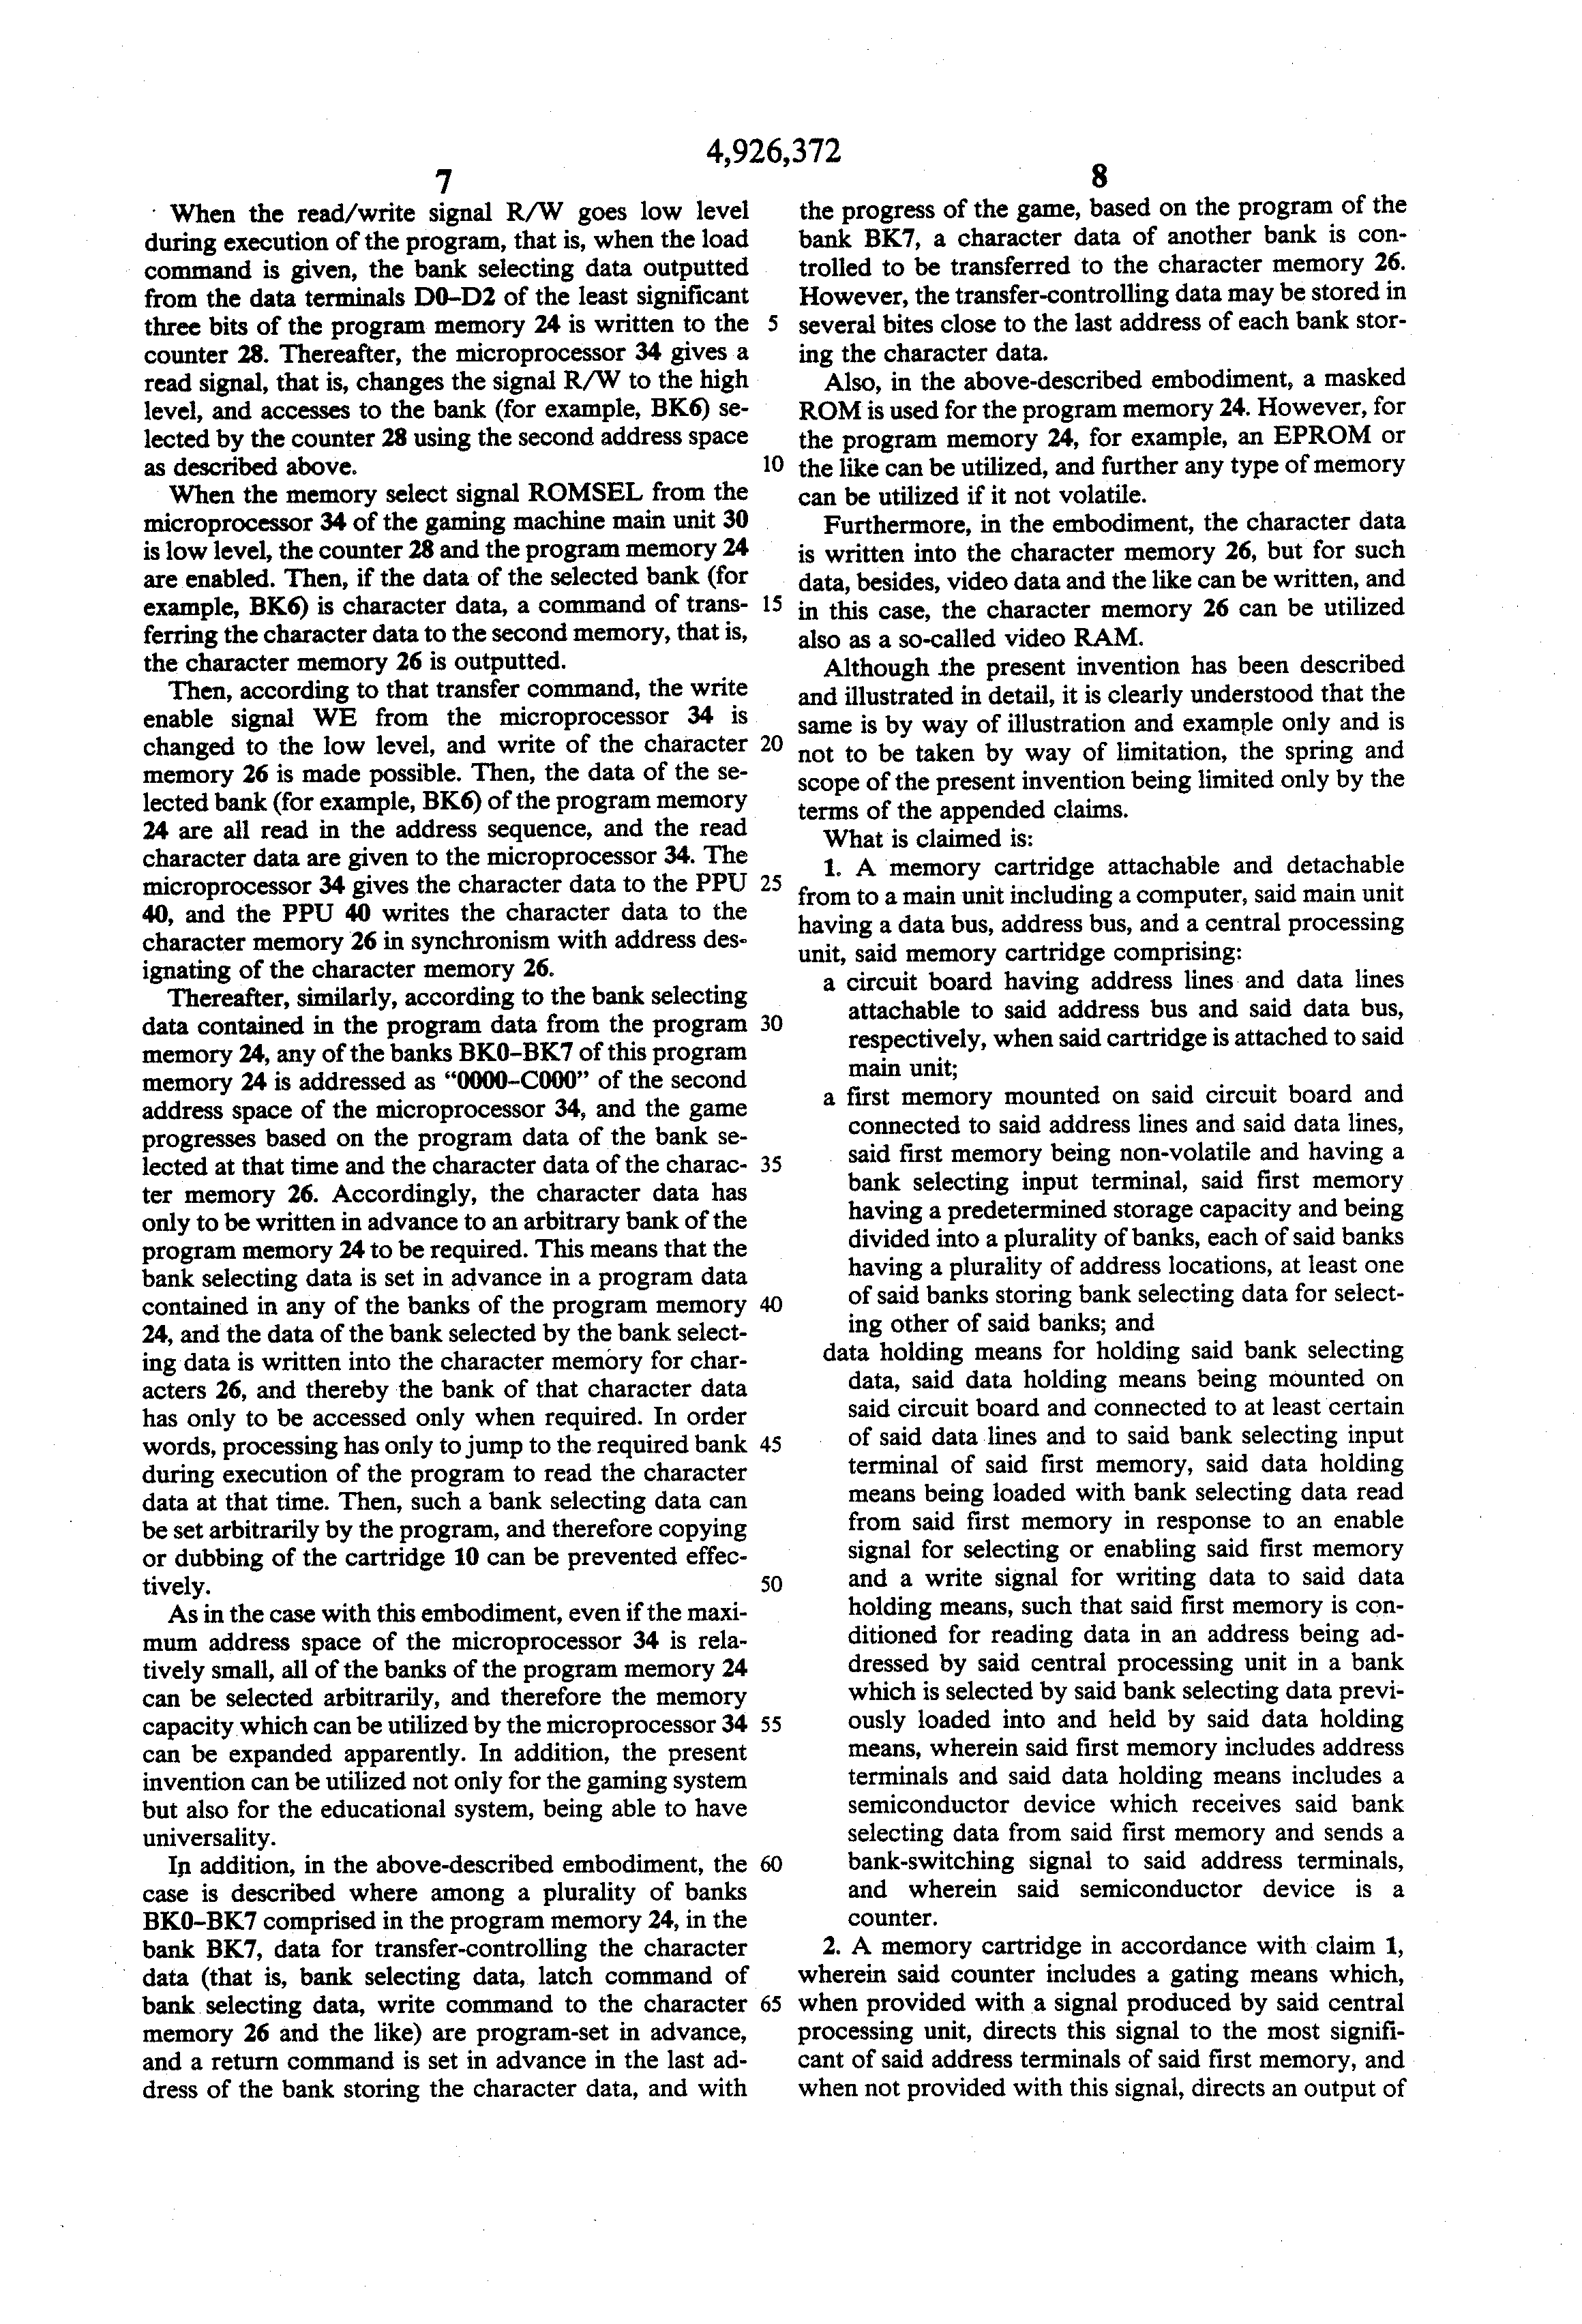 4,926,372
7
When the read/write signal R/W goes low level
during execution of the program, that is, when the load
command is given, the bank selecting data outputted
from the data terminals D0–D2 of the least significant
three bits of the program memory 24 is written to the
counter 28. Thereafter, the microprocessor 34 gives a
read signal, that is, changes the signal R/W to the high
level, and accesses to the bank (for example, BK6) se-
lected by the counter 28 using the second address space
as described above.
When the memory select signal ROMSEL from the
microprocessor 34 of the gaming machine main unit 30
is low level, the counter 28 and the program memory 24
are enabled. Then, if the data of the selected bank (for
example, BK6) is character data, a command of trans-
ferring the character data to the second memory, that is,
the character memory 26 is outputted.
Then, according to that transfer command, the write
enable signal WE from the microprocessor 34 is
changed to the low level, and write of the character
memory 26 is made possible. Then, the data of the se-
lected bank (for example, BK6) of the program memory
24 are all read in the address sequence, and the read
character data are given to the microprocessor 34. The
microprocessor 34 gives the character data to the PPU
40, and the PPU 40 writes the character data to the
character memory 26 in synchronism with address des-
ignating of the character memory 26.
Thereafter, similarly, according to the bank selecting
data contained in the program data from the program
memory 24, any of the banks BK0–BK7 of this program
memory 24 is addressed as “0000–C000” of the second
address space of the microprocessor 34, and the game
progresses based on the program data of the bank se-
lected at that time and the character data of the charac-
ter memory 26. Accordingly, the character data has
only to be written in advance to an arbitrary bank of the
program memory 24 to be required. This means that the
bank selecting data is set in advance in a program data
contained in any of the banks of the program memory
24, and the data of the bank selected by the bank select-
ing data is written into the character memory for char-
acters 26, and thereby the bank of that character data
has only to be accessed only when required. In order
words, processing has only to jump to the required bank
during execution of the program to read the character
data at that time. Then, such a bank selecting data can
be set arbitrarily by the program, and therefore copying
or dubbing of the cartridge 10 can be prevented effec-
tively.
As in the case with this embodiment, even if the maxi-
mum address space of the microprocessor 34 is rela-
tively small, all of the banks of the program memory 24
can be selected arbitrarily, and therefore the memory
capacity which can be utilized by the microprocessor 34
can be expanded apparently. In addition, the present
invention can be utilized not only for the gaming system
but also for the educational system, being able to have
universality.
In addition, in the above-described embodiment, the
case is described where among a plurality of banks
BK0–BK7 comprised in the program memory 24, in the
bank BK7, data for transfer-controlling the character
data (that is, bank selecting data, latch command of
bank selecting data, write command to the character
memory 26 and the like) are program-set in advance,
and a return command is set in advance in the last ad-
dress of the bank storing the character data, and with
5
10
15
20
25
30
35
40
45
50
55
60
65
8
the progress of the game, based on the program of the
bank BK7, a character data of another bank is con-
trolled to be transferred to the character memory 26.
However, the transfer-controlling data may be stored in
several bites close to the last address of each bank stor-
ing the character data.
Also, in the above-described embodiment, a masked
ROM is used for the program memory 24. However, for
the program memory 24, for example, an EPROM or
the like can be utilized, and further any type of memory
can be utilized if it not volatile.
Furthermore, in the embodiment, the character data
is written into the character memory 26, but for such
data, besides, video data and the like can be written, and
in this case, the character memory 26 can be utilized
also as a so-called video RAM.
Although the present invention has been described
and illustrated in detail, it is clearly understood that the
same is by way of illustration and example only and is
not to be taken by way of limitation, the spring and
scope of the present invention being limited only by the
terms of the appended claims.
What is claimed is:
1. A memory cartridge attachable and detachable
from to a main unit including a computer, said main unit
having a data bus, address bus, and a central processing
unit, said memory cartridge comprising:
a circuit board having address lines and data lines
attachable to said address bus and said data bus,
respectively, when said cartridge is attached to said
main unit;
a first memory mounted on said circuit board and
connected to said address lines and said data lines,
said first memory being non-volatile and having a
bank selecting input terminal, said first memory
having a predetermined storage capacity and being
divided into a plurality of banks, each of said banks
having a plurality of address locations, at least one
of said banks storing bank selecting data for select-
ing other of said banks; and
data holding means for holding said bank selecting
data, said data holding means being mounted on
said circuit board and connected to at least certain
of said data lines and to said bank selecting input
terminal of said first memory, said data holding
means being loaded with bank selecting data read
from said first memory in response to an enable
signal for selecting or enabling said first memory
and a write signal for writing data to said data
holding means, such that said first memory is con-
ditioned for reading data in an address being ad-
dressed by said central processing unit in a bank
which is selected by said bank selecting data previ-
ously loaded into and held by said data holding
means, wherein said first memory includes address
terminals and said data holding means includes a
semiconductor device which receives said bank
selecting data from said first memory and sends a
bank-switching signal to said address terminals,
and wherein said semiconductor device is a
counter.
2. A memory cartridge in accordance with claim 1,
wherein said counter includes a gating means which,
when provided with a signal produced by said central
processing unit, directs this signal to the most signifi-
cant of said address terminals of said first memory, and
when not provided with this signal, directs an output of